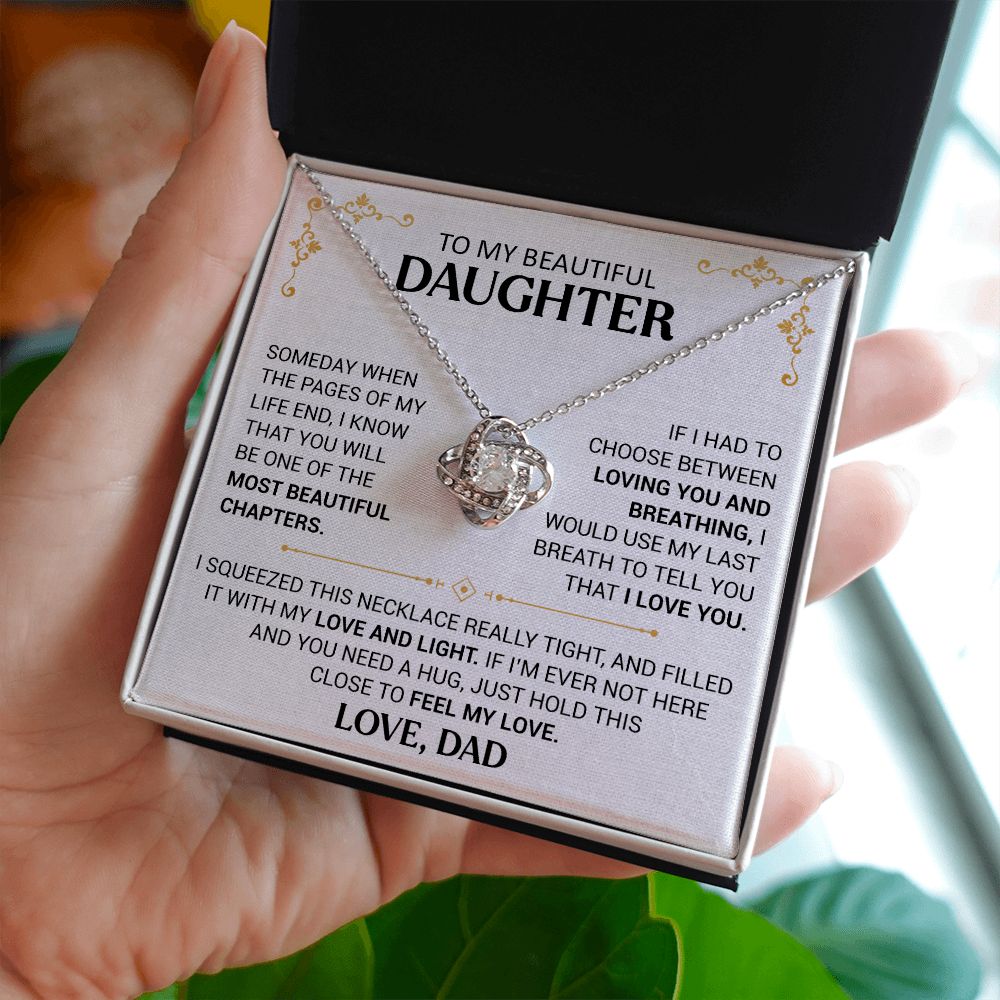 TO MY BEAUTIFUL
DAUGHTER
SOMEDAY WHEN
THE PAGES OF MY
LIFE END, I KNOW
THAT YOU WILL
BE ONE OF THE
MOST BEAUTIFUL
CHAPTERS.
IF I HAD TO
CHOOSE BETWEEN
LOVING YOU AND
BREATHING, I
WOULD USE MY LAST
BREATH TO TELL YOU
THAT I LOVE YOU.
I SQUEEZED THIS NECKLACE REALLY TIGHT, AND FILLED
IT WITH MY LOVE AND LIGHT. IF I'M EVER NOT HERE
AND YOU NEED A HUG, JUST HOLD THIS
CLOSE TO FEEL MY LOVE.
LOVE, DAD